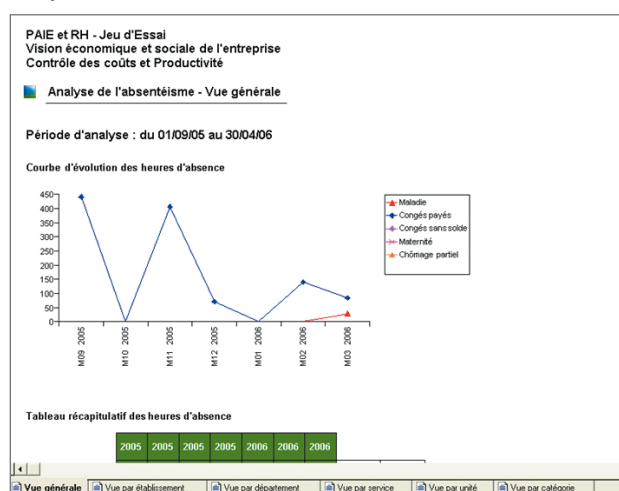 PAIE et RH - Jeu d'Essai
Vision économique et sociale de l'entreprise
Contrôle des coûts et Productivité
Analyse de l'absentéisme - Vue générale
Période d'analyse : du 01/09/05 au 30/04/06
Courbe d'évolution des heures d'absence
450
400
350
300
250
200
150
100
50
0
M09 2005
M10 2005
M11 2005
M12 2005
M01 2006
M02 2006
M03 2006
Maladie
Congés payés
Congés sans solde
Maternité
Chômage partiel
Tableau récapitulatif des heures d'absence
2005 2005 2005 2005 2006 2006 2006
Vue générale Vue par établissement Vue par département Vue par service Vue par unité Vue par catégorie